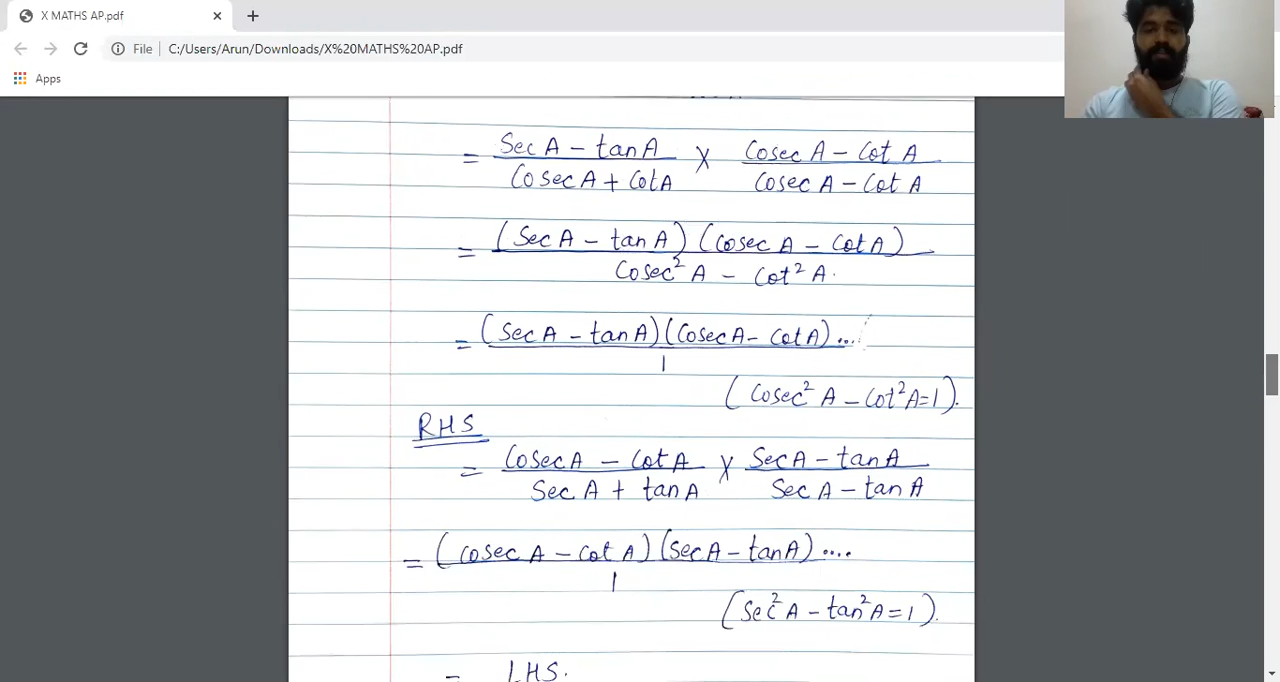 X MATHS AP.pdf
File C:/Users/Arun/Downloads/X%20MATHS%20AP.pdf
Apps
= Sec A - tan A / Cosec A + Cot A X Cosec A - Cot A / Cosec A - Cot A
= (Sec A - tan A) (Cosec A - Cot A) / Cosec² A - Cot² A.
= (Sec A - tan A) (Cosec A - Cot A) / 1 ...
(Cosec² A - Cot² A = 1).
RHS
= Cosec A - Cot A / Sec A + tan A X Sec A - tan A / Sec A - tan A
= (Cosec A - Cot A) (Sec A - tan A) / 1 ....
(Sec² A - tan² A = 1).
= LHS.